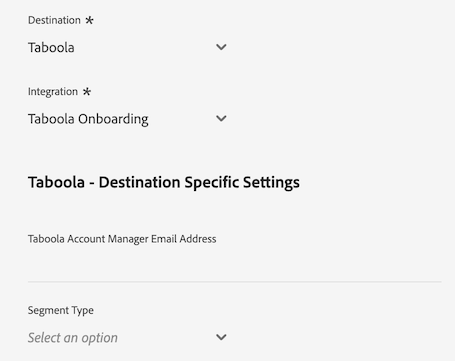 Destination *
Taboola
Integration *
Taboola Onboarding
Taboola - Destination Specific Settings
Taboola Account Manager Email Address
Segment Type
Select an option